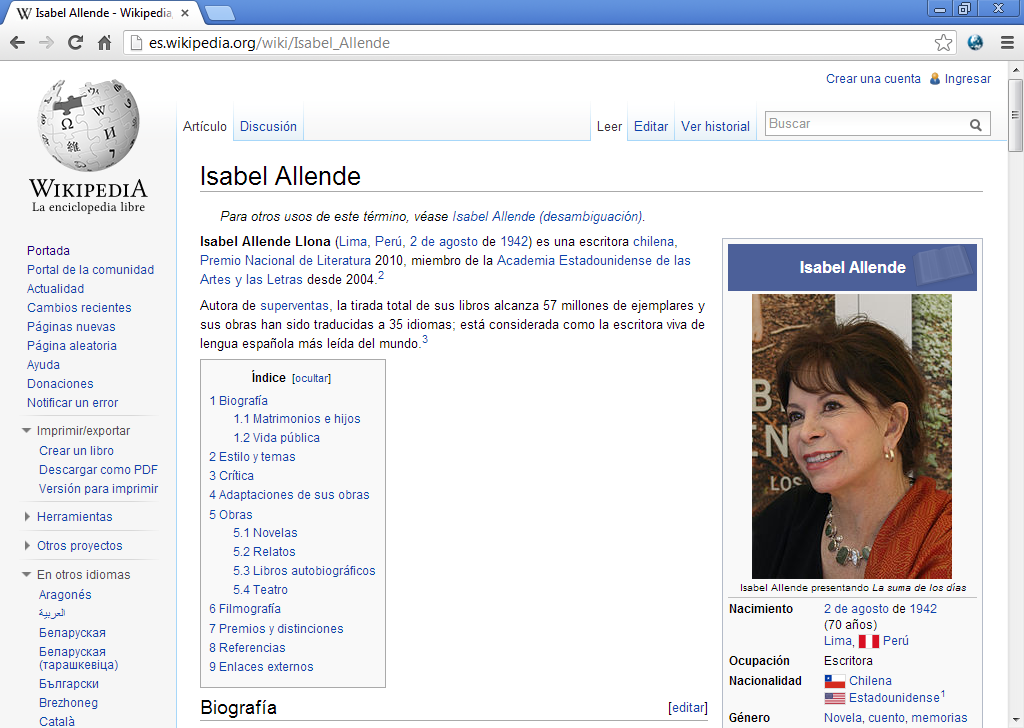 Isabel Allende - Wikipedia,
es.wikipedia.org/wiki/Isabel_Allende
Crear una cuenta Ingresar
Artículo Discusión Leer Editar Ver historial Buscar
WIKIPEDIA
La enciclopedia libre
Portada
Portal de la comunidad
Actualidad
Cambios recientes
Páginas nuevas
Página aleatoria
Ayuda
Donaciones
Notificar un error
Imprimir/exportar
Crear un libro
Descargar como PDF
Versión para imprimir
Herramientas
Otros proyectos
En otros idiomas
Aragonés
العربية
Беларуская
Беларуская
(тарашкевіца)
Български
Brezhoneg
Català
Isabel Allende
Para otros usos de este término, véase Isabel Allende (desambiguación).
Isabel Allende Llona (Lima, Perú, 2 de agosto de 1942) es una escritora chilena,
Premio Nacional de Literatura 2010, miembro de la Academia Estadounidense de las
Artes y las Letras desde 2004.2
Autora de superventas, la tirada total de sus libros alcanza 57 millones de ejemplares y
sus obras han sido traducidas a 35 idiomas; está considerada como la escritora viva de
lengua española más leída del mundo.3
Índice [ocultar]
1 Biografía
1.1 Matrimonios e hijos
1.2 Vida pública
2 Estilo y temas
3 Crítica
4 Adaptaciones de sus obras
5 Obras
5.1 Novelas
5.2 Relatos
5.3 Libros autobiográficos
5.4 Teatro
6 Filmografía
7 Premios y distinciones
8 Referencias
9 Enlaces externos
Biografía [editar]
Isabel Allende
LOS
Isabel Allende presentando La suma de los días
Nacimiento 2 de agosto de 1942
(70 años)
Lima, Perú
Ocupación Escritora
Nacionalidad Chilena
Estadounidense1
Género Novela, cuento, memorias